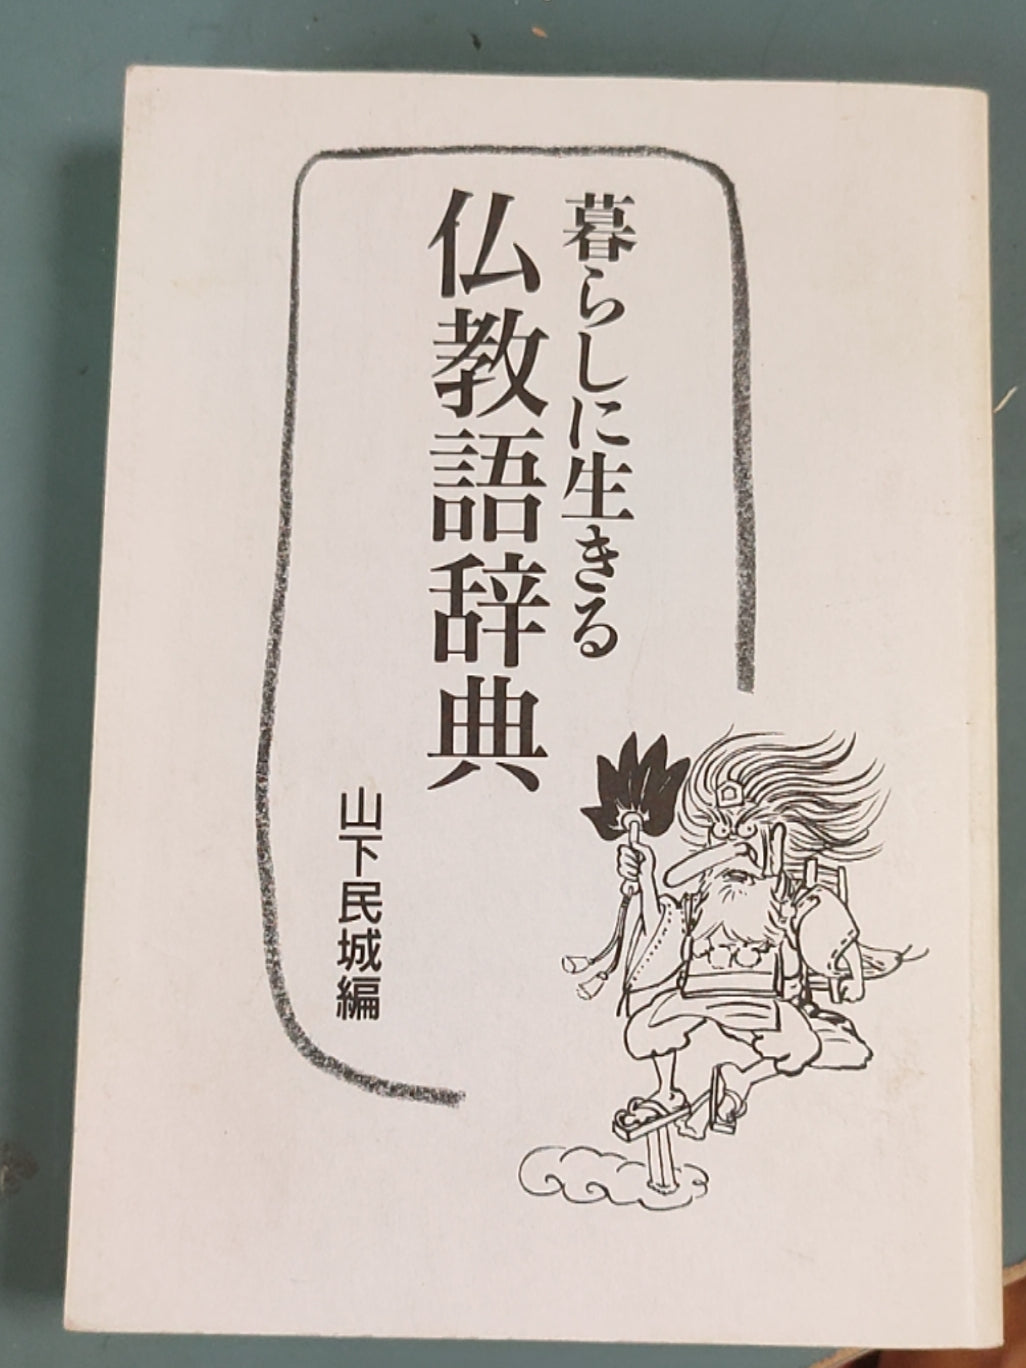 暮らしに生きる
仏教語辞典
山下民城編